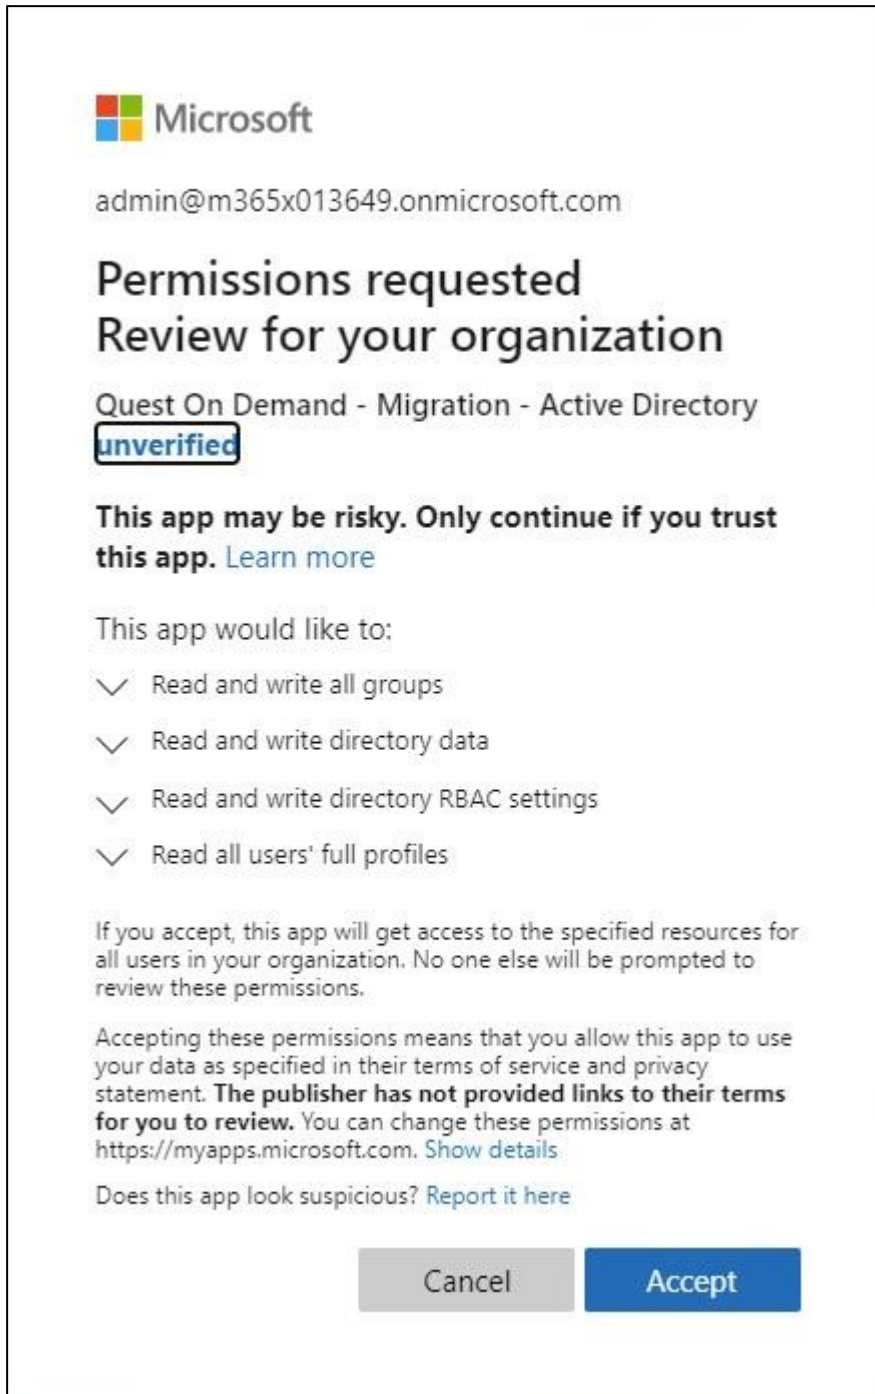 Microsoft
admin@m365x013649.onmicrosoft.com
Permissions requested
Review for your organization
Quest On Demand - Migration - Active Directory
unverified
This app may be risky. Only continue if you trust
this app. Learn more
This app would like to:
Read and write all groups
Read and write directory data
Read and write directory RBAC settings
Read all users' full profiles
If you accept, this app will get access to the specified resources for
all users in your organization. No one else will be prompted to
review these permissions.
Accepting these permissions means that you allow this app to use
your data as specified in their terms of service and privacy
statement. The publisher has not provided links to their terms
for you to review. You can change these permissions at
https://myapps.microsoft.com. Show details
Does this app look suspicious? Report it here
Cancel Accept